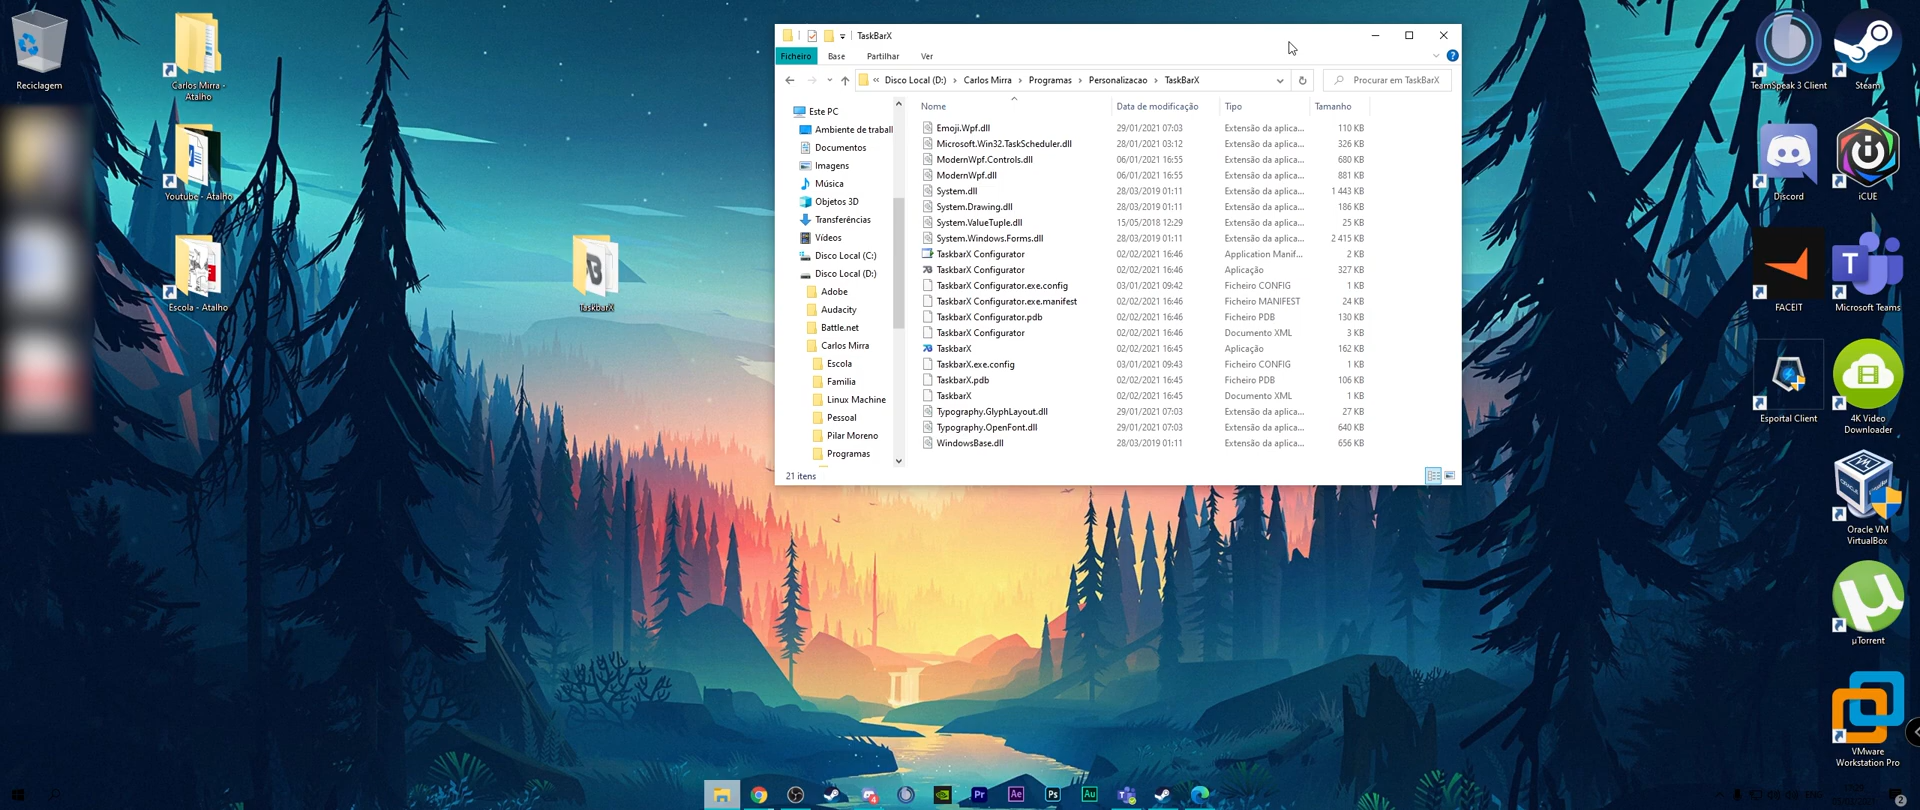 Reciclagem
Carlos Mirra -
Atalho
Youtube - Atalho
Escola - Atalho
TaskbarX
TaskBarX
Ficheiro Base Partilhar Ver
« Disco Local (D:) > Carlos Mirra > Programas > Personalizacao > TaskBarX
Procurar em TaskBarX
Este PC
Ambiente de trabal
Documentos
Imagens
Música
Objetos 3D
Transferências
Vídeos
Disco Local (C:)
Disco Local (D:)
Adobe
Audacity
Battle.net
Carlos Mirra
Escola
Familia
Linux Machine
Pessoal
Pilar Moreno
Programas
Nome Data de modificação Tipo Tamanho
Emoji.Wpf.dll 29/01/2021 07:03 Extensão da aplica... 110 KB
Microsoft.Win32.TaskScheduler.dll 28/01/2021 03:12 Extensão da aplica... 326 KB
ModernWpf.Controls.dll 06/01/2021 16:55 Extensão da aplica... 680 KB
ModernWpf.dll 06/01/2021 16:55 Extensão da aplica... 881 KB
System.dll 28/03/2019 01:11 Extensão da aplica... 1 443 KB
System.Drawing.dll 28/03/2019 01:11 Extensão da aplica... 186 KB
System.ValueTuple.dll 15/05/2018 12:29 Extensão da aplica... 25 KB
System.Windows.Forms.dll 28/03/2019 01:11 Extensão da aplica... 2 415 KB
TaskbarX Configurator 02/02/2021 16:46 Application Manif... 2 KB
TaskbarX Configurator 02/02/2021 16:46 Aplicação 327 KB
TaskbarX Configurator.exe.config 03/01/2021 09:42 Ficheiro CONFIG 1 KB
TaskbarX Configurator.exe.manifest 02/02/2021 16:46 Ficheiro MANIFEST 24 KB
TaskbarX Configurator.pdb 02/02/2021 16:46 Ficheiro PDB 130 KB
TaskbarX Configurator 02/02/2021 16:46 Documento XML 3 KB
TaskbarX 02/02/2021 16:45 Aplicação 162 KB
TaskbarX.exe.config 03/01/2021 09:43 Ficheiro CONFIG 1 KB
TaskbarX.pdb 02/02/2021 16:45 Ficheiro PDB 106 KB
TaskbarX 02/02/2021 16:45 Documento XML 1 KB
Typography.GlyphLayout.dll 29/01/2021 07:03 Extensão da aplica... 27 KB
Typography.OpenFont.dll 29/01/2021 07:03 Extensão da aplica... 640 KB
WindowsBase.dll 28/03/2019 01:11 Extensão da aplica... 656 KB
21 itens
TeamSpeak 3 Client
Steam
Discord
iCUE
FACEIT
Microsoft Teams
Esportal Client
4K Video
Downloader
Oracle VM
VirtualBox
µTorrent
VMware
Workstation Pro
4
Pr
Ae
Ps
Au
2